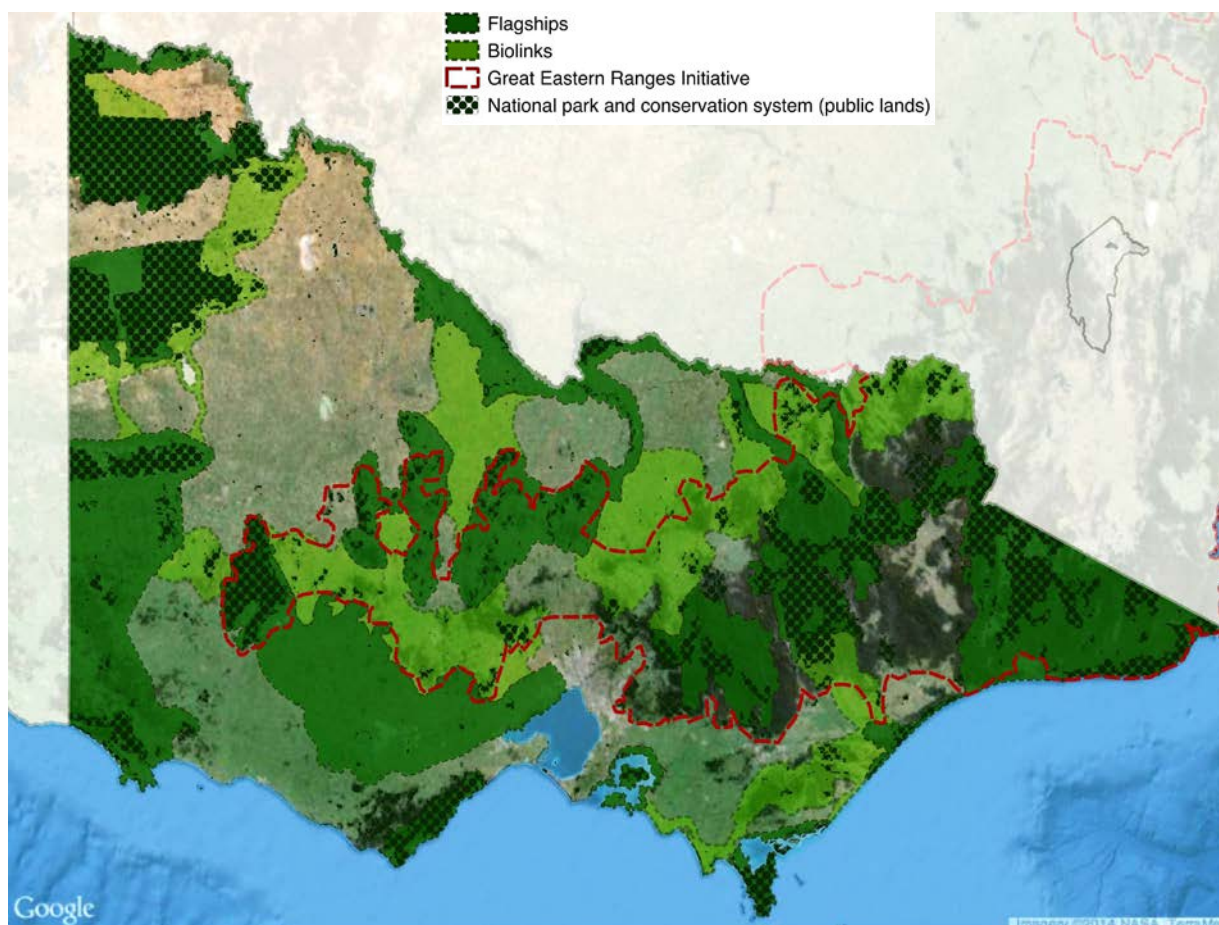 Flagships
Biolinks
Great Eastern Ranges Initiative
National park and conservation system (public lands)
Google